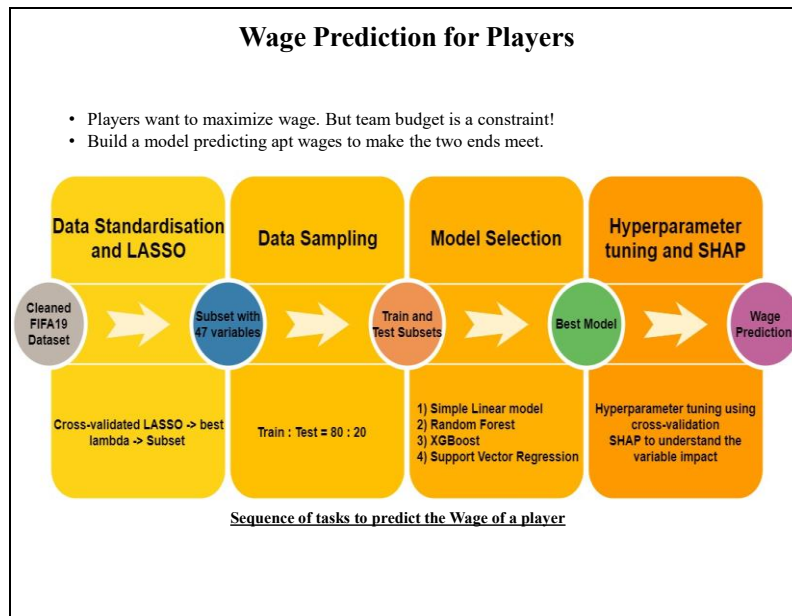 Wage Prediction for Players
• Players want to maximize wage. But team budget is a constraint!
• Build a model predicting apt wages to make the two ends meet.
Data Standardisation
and LASSO
Data Sampling
Model Selection
Hyperparameter
tuning and SHAP
Cleaned
FIFA19
Dataset
Subset with
47 variables
Train and
Test Subsets
Best Model
Wage
Prediction
Cross-validated LASSO -> best
lambda -> Subset
Train : Test = 80 : 20
1) Simple Linear model
2) Random Forest
3) XGBoost
4) Support Vector Regression
Hyperparameter tuning using
cross-validation
SHAP to understand the
variable impact
Sequence of tasks to predict the Wage of a player